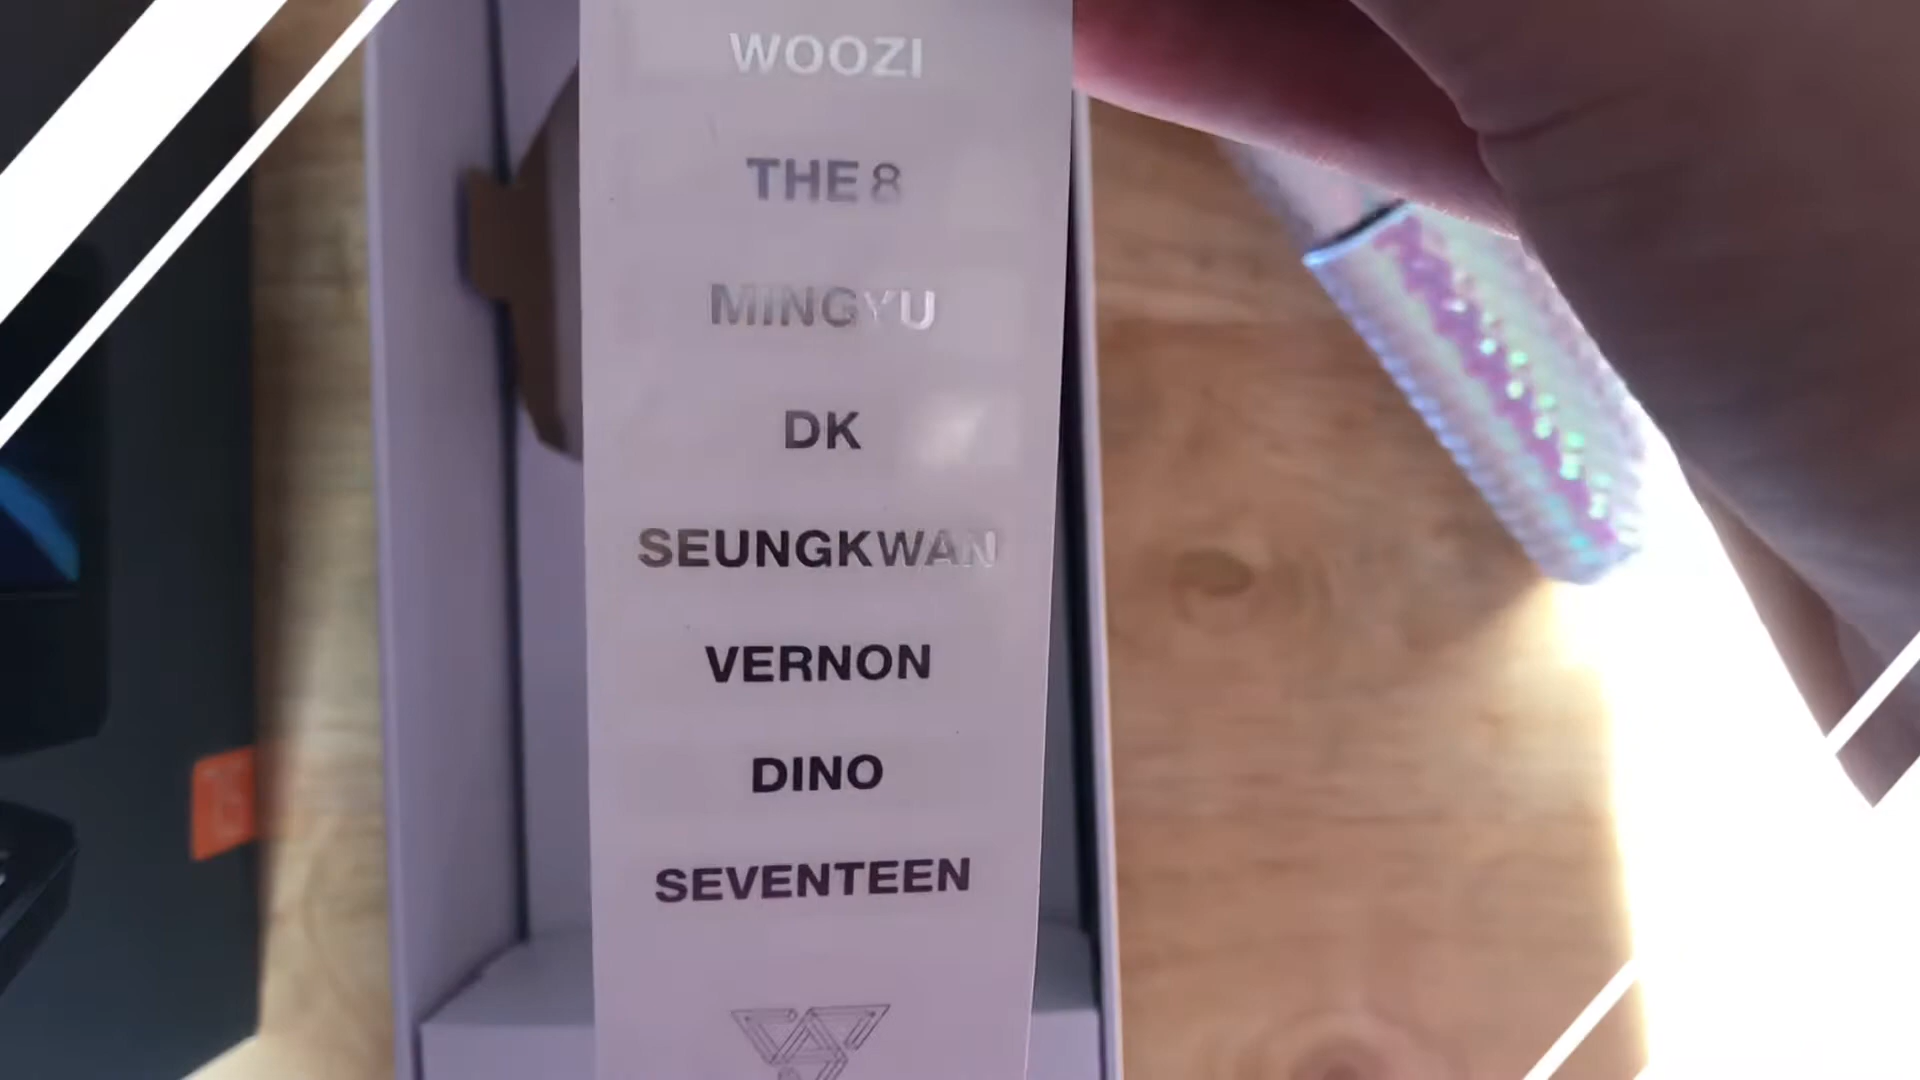 WOOZI
THE 8
MINGYU
DK
SEUNGKWAN
VERNON
DINO
SEVENTEEN